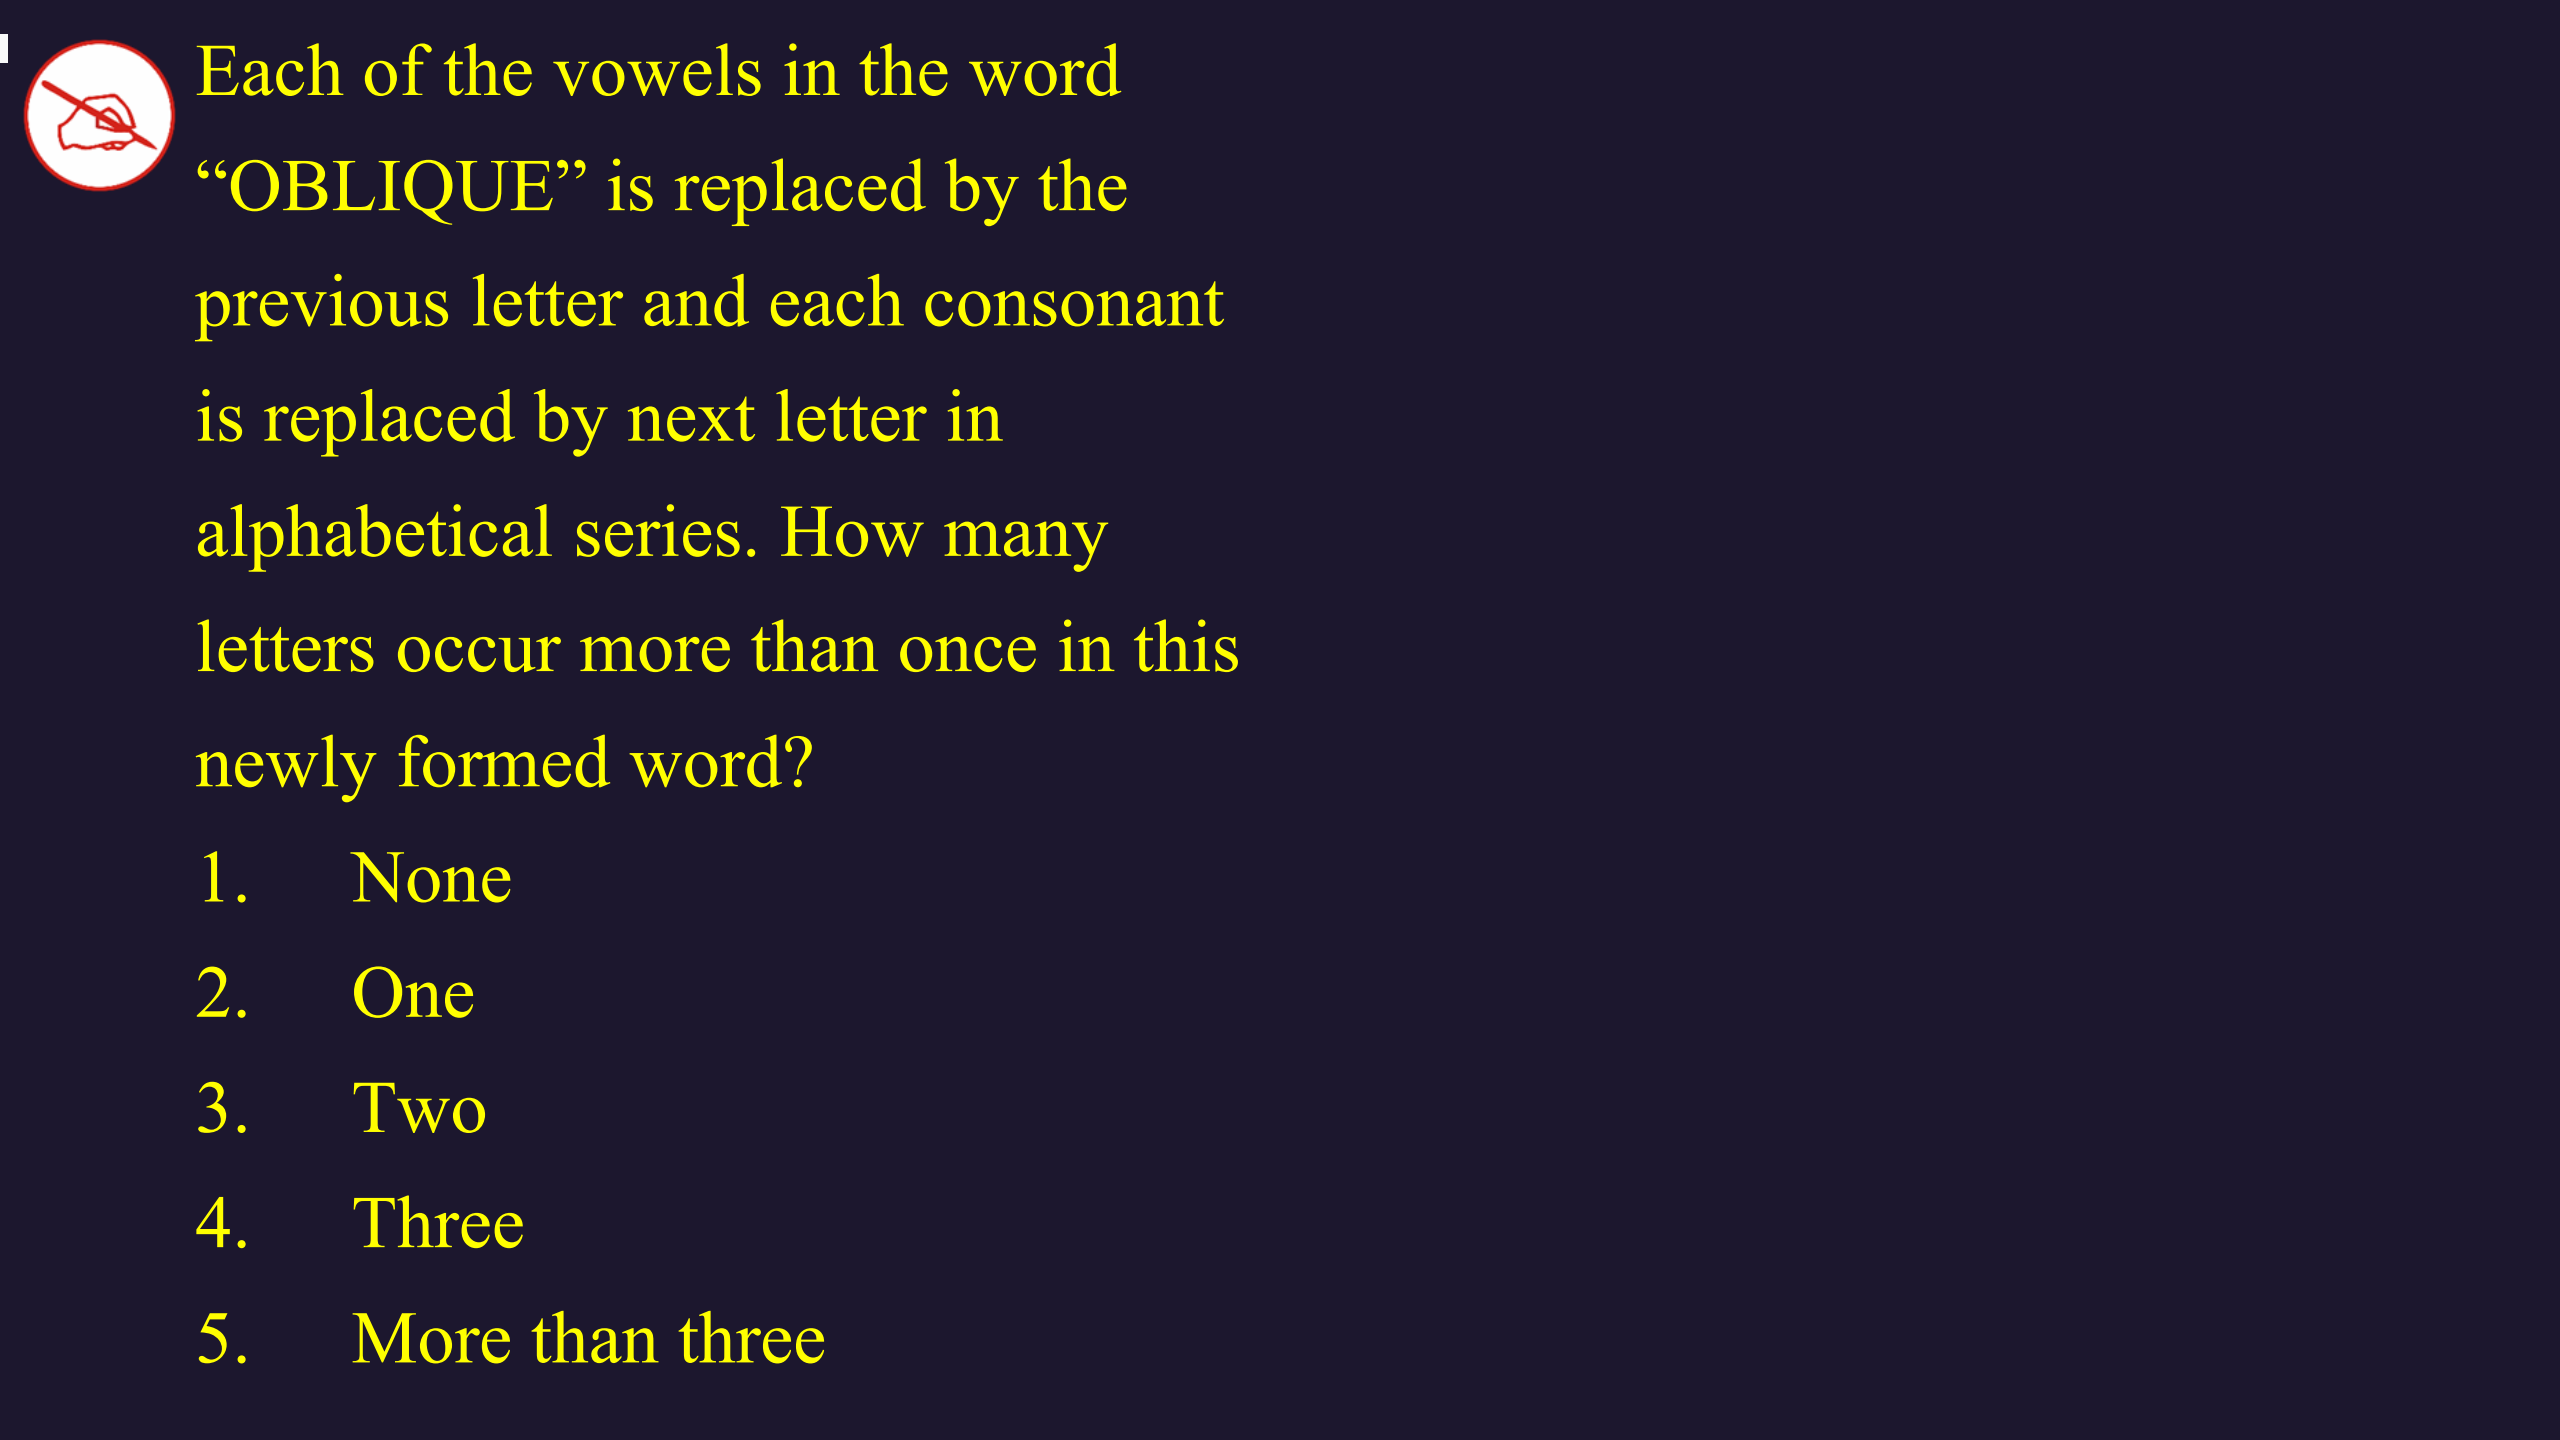 Each of the vowels in the word
“OBLIQUE” is replaced by the
previous letter and each consonant
is replaced by next letter in
alphabetical series. How many
letters occur more than once in this
newly formed word?
1. None
2. One
3. Two
4. Three
5. More than three